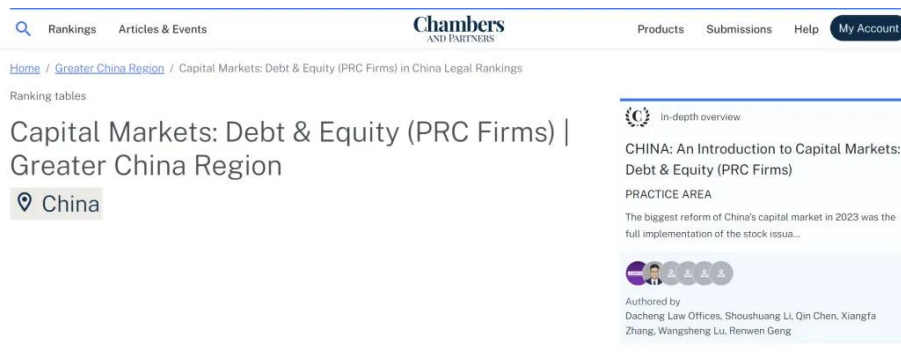 Rankings Articles & Events Chambers AND PARTNERS Products Submissions Help My Account
Home / Greater China Region / Capital Markets: Debt & Equity (PRC Firms) in China Legal Rankings
Ranking tables
Capital Markets: Debt & Equity (PRC Firms) |
Greater China Region
China
In-depth overview
CHINA: An Introduction to Capital Markets:
Debt & Equity (PRC Firms)
PRACTICE AREA
The biggest reform of China's capital market in 2023 was the
full implementation of the stock issua...
Authored by
Dacheng Law Offices, Shoushuang Li, Qin Chen, Xiangfa
Zhang, Wangsheng Lu, Renwen Geng